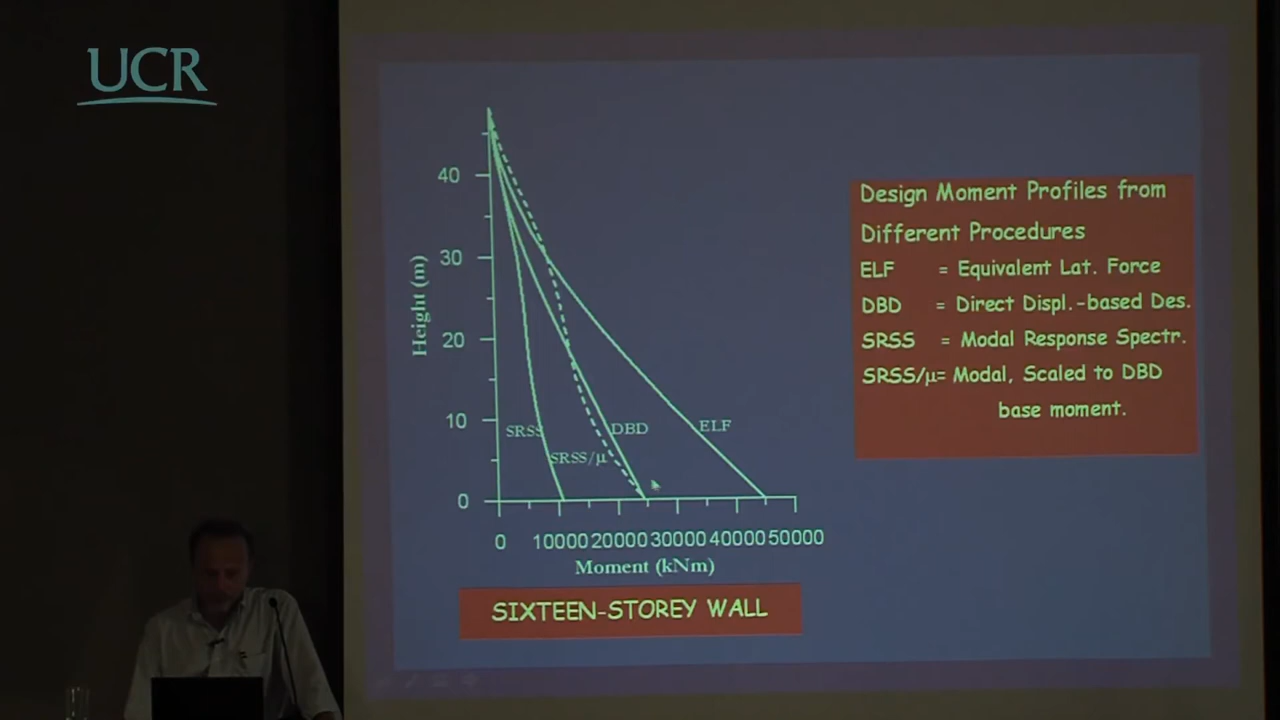 UCR
40
30
20
10
0
Height (m)
SRSS
SRSS/μ
DBD
ELF
0 10000 20000 30000 40000 50000
Moment (kNm)
SIXTEEN-STOREY WALL
Design Moment Profiles from
Different Procedures
ELF = Equivalent Lat. Force
DBD = Direct Displ.-based Des.
SRSS = Modal Response Spectr.
SRSS/μ= Modal, Scaled to DBD
base moment.